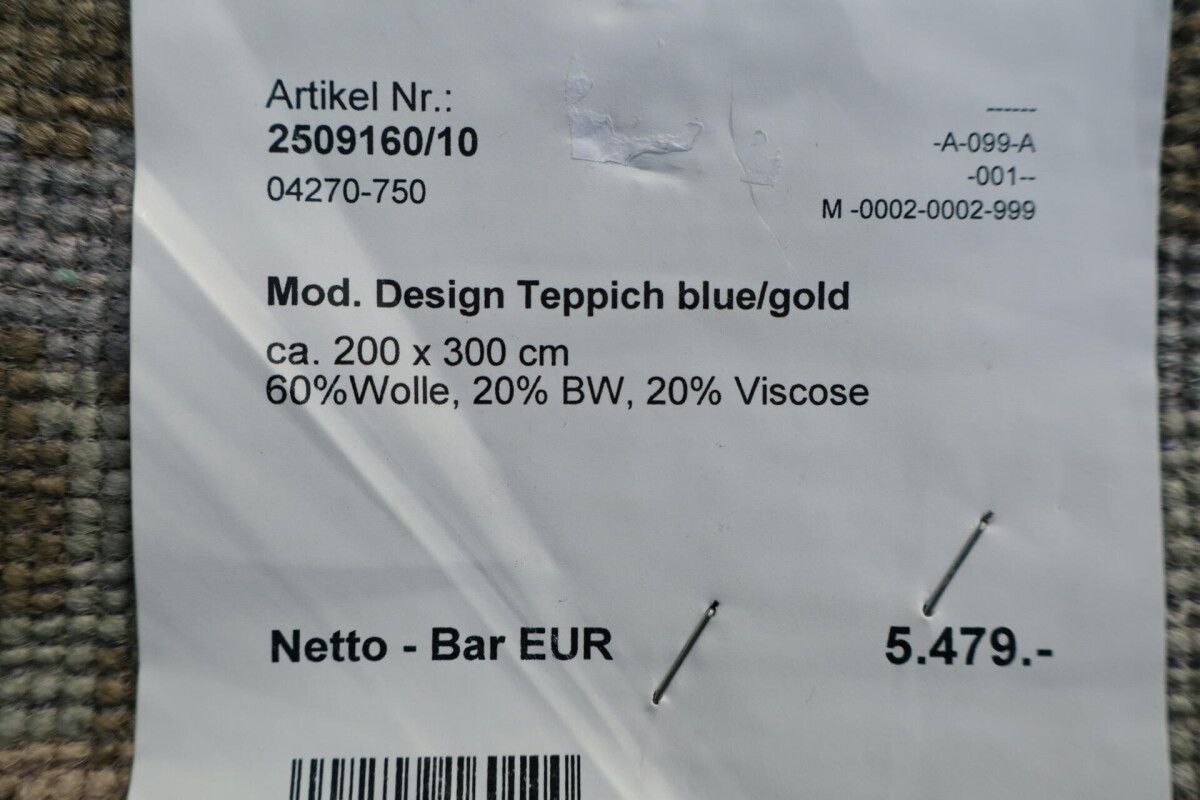 Artikel Nr.:
2509160/10
04270-750
------
-A-099-A
-001--
M -0002-0002-999
Mod. Design Teppich blue/gold
ca. 200 x 300 cm
60%Wolle, 20% BW, 20% Viscose
Netto - Bar EUR 5.479.-